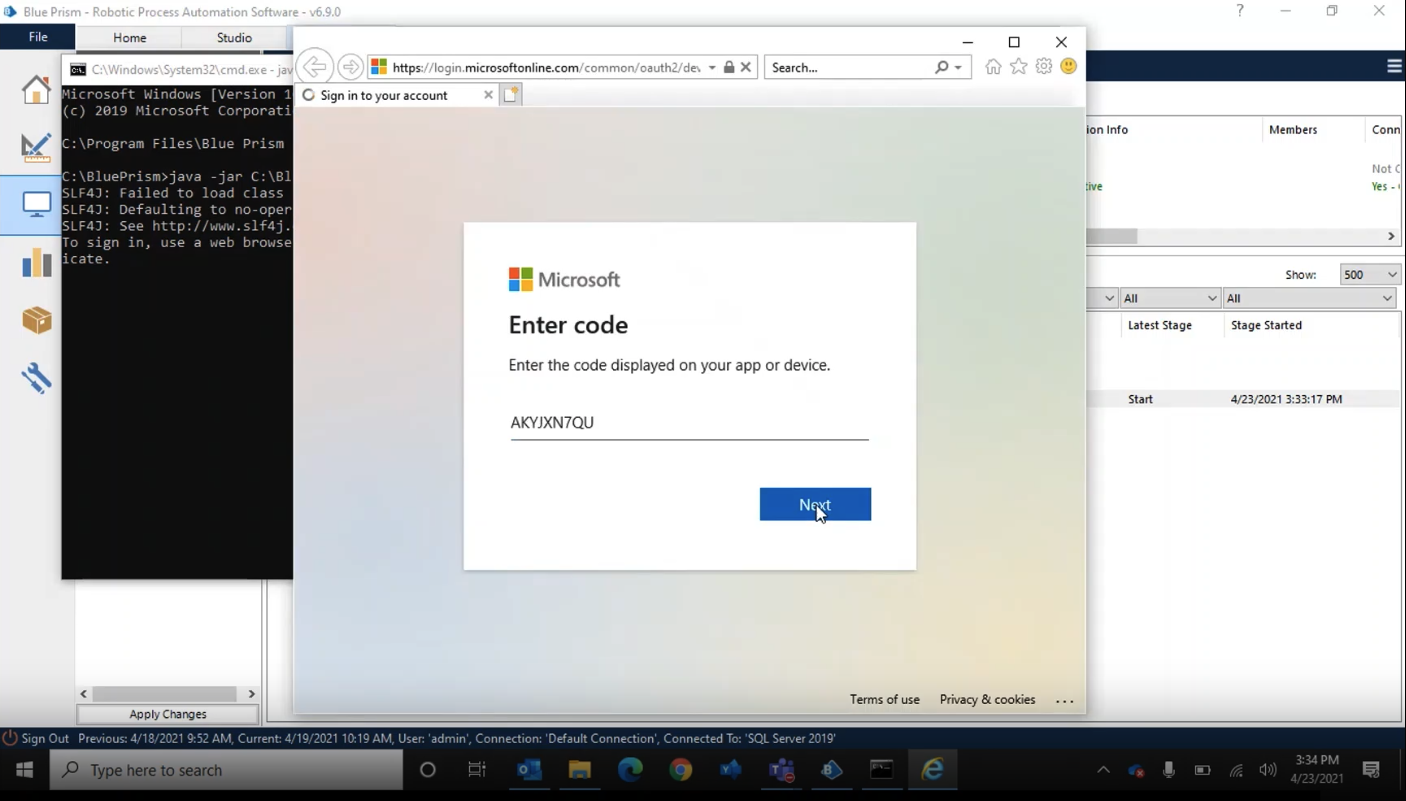 Blue Prism - Robotic Process Automation Software - v6.9.0
File
Home
Studio
C:\Windows\System32\cmd.exe - jav
Microsoft Windows [Version 1
(c) 2019 Microsoft Corporati
C:\Program Files\Blue Prism
C:\BluePrism>java -jar C:\Bl
SLF4J: Failed to load class
SLF4J: Defaulting to no-oper
SLF4J: See http://www.slf4j.
To sign in, use a web browse
icate.
https://login.microsoftonline.com/common/oauth2/dev
Search...
Sign in to your account
Microsoft
Enter code
Enter the code displayed on your app or device.
AKYJXN7QU
Next
Terms of use Privacy & cookies ...
ion Info
Members
Conn
Not C
tive
Yes -
Show: 500
All
All
Latest Stage
Stage Started
Start
4/23/2021 3:33:17 PM
Apply Changes
Sign Out Previous: 4/18/2021 9:52 AM, Current: 4/19/2021 10:19 AM, User: 'admin', Connection: 'Default Connection', Connected To: 'SQL Server 2019'
Type here to search
3:34 PM
4/23/2021